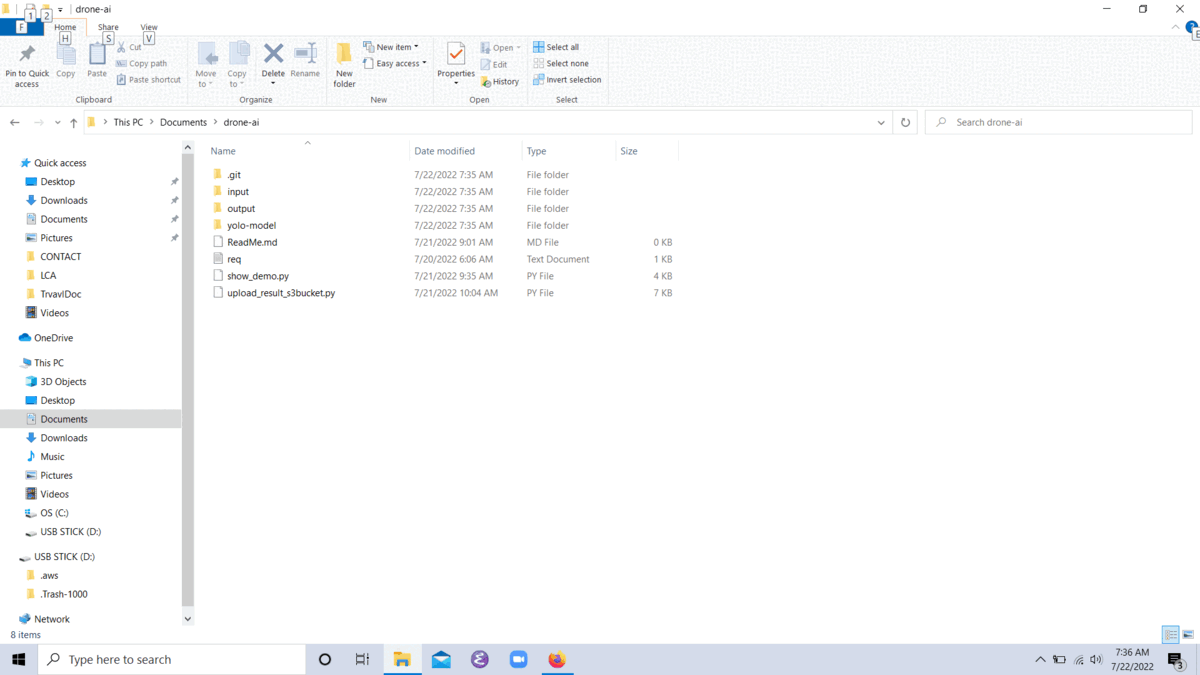 1 2 drone-ai
F Home Share View
H S V
Pin to Quick access
Copy
Paste
Cut
Copy path
Paste shortcut
Clipboard
Move to
Copy to
Delete
Rename
Organize
New folder
New item
Easy access
New
Properties
Open
Edit
History
Open
Select all
Select none
Invert selection
Select
This PC > Documents > drone-ai
Search drone-ai
Quick access
Desktop
Downloads
Documents
Pictures
CONTACT
LCA
TrvavlDoc
Videos
OneDrive
This PC
3D Objects
Desktop
Documents
Downloads
Music
Pictures
Videos
OS (C:)
USB STICK (D:)
USB STICK (D:)
.aws
.Trash-1000
Network
Name Date modified Type Size
.git 7/22/2022 7:35 AM File folder
input 7/22/2022 7:35 AM File folder
output 7/22/2022 7:35 AM File folder
yolo-model 7/22/2022 7:35 AM File folder
ReadMe.md 7/21/2022 9:01 AM MD File 0 KB
req 7/20/2022 6:06 AM Text Document 1 KB
show_demo.py 7/21/2022 9:35 AM PY File 4 KB
upload_result_s3bucket.py 7/21/2022 10:04 AM PY File 7 KB
8 items
Type here to search
7:36 AM
7/22/2022
3